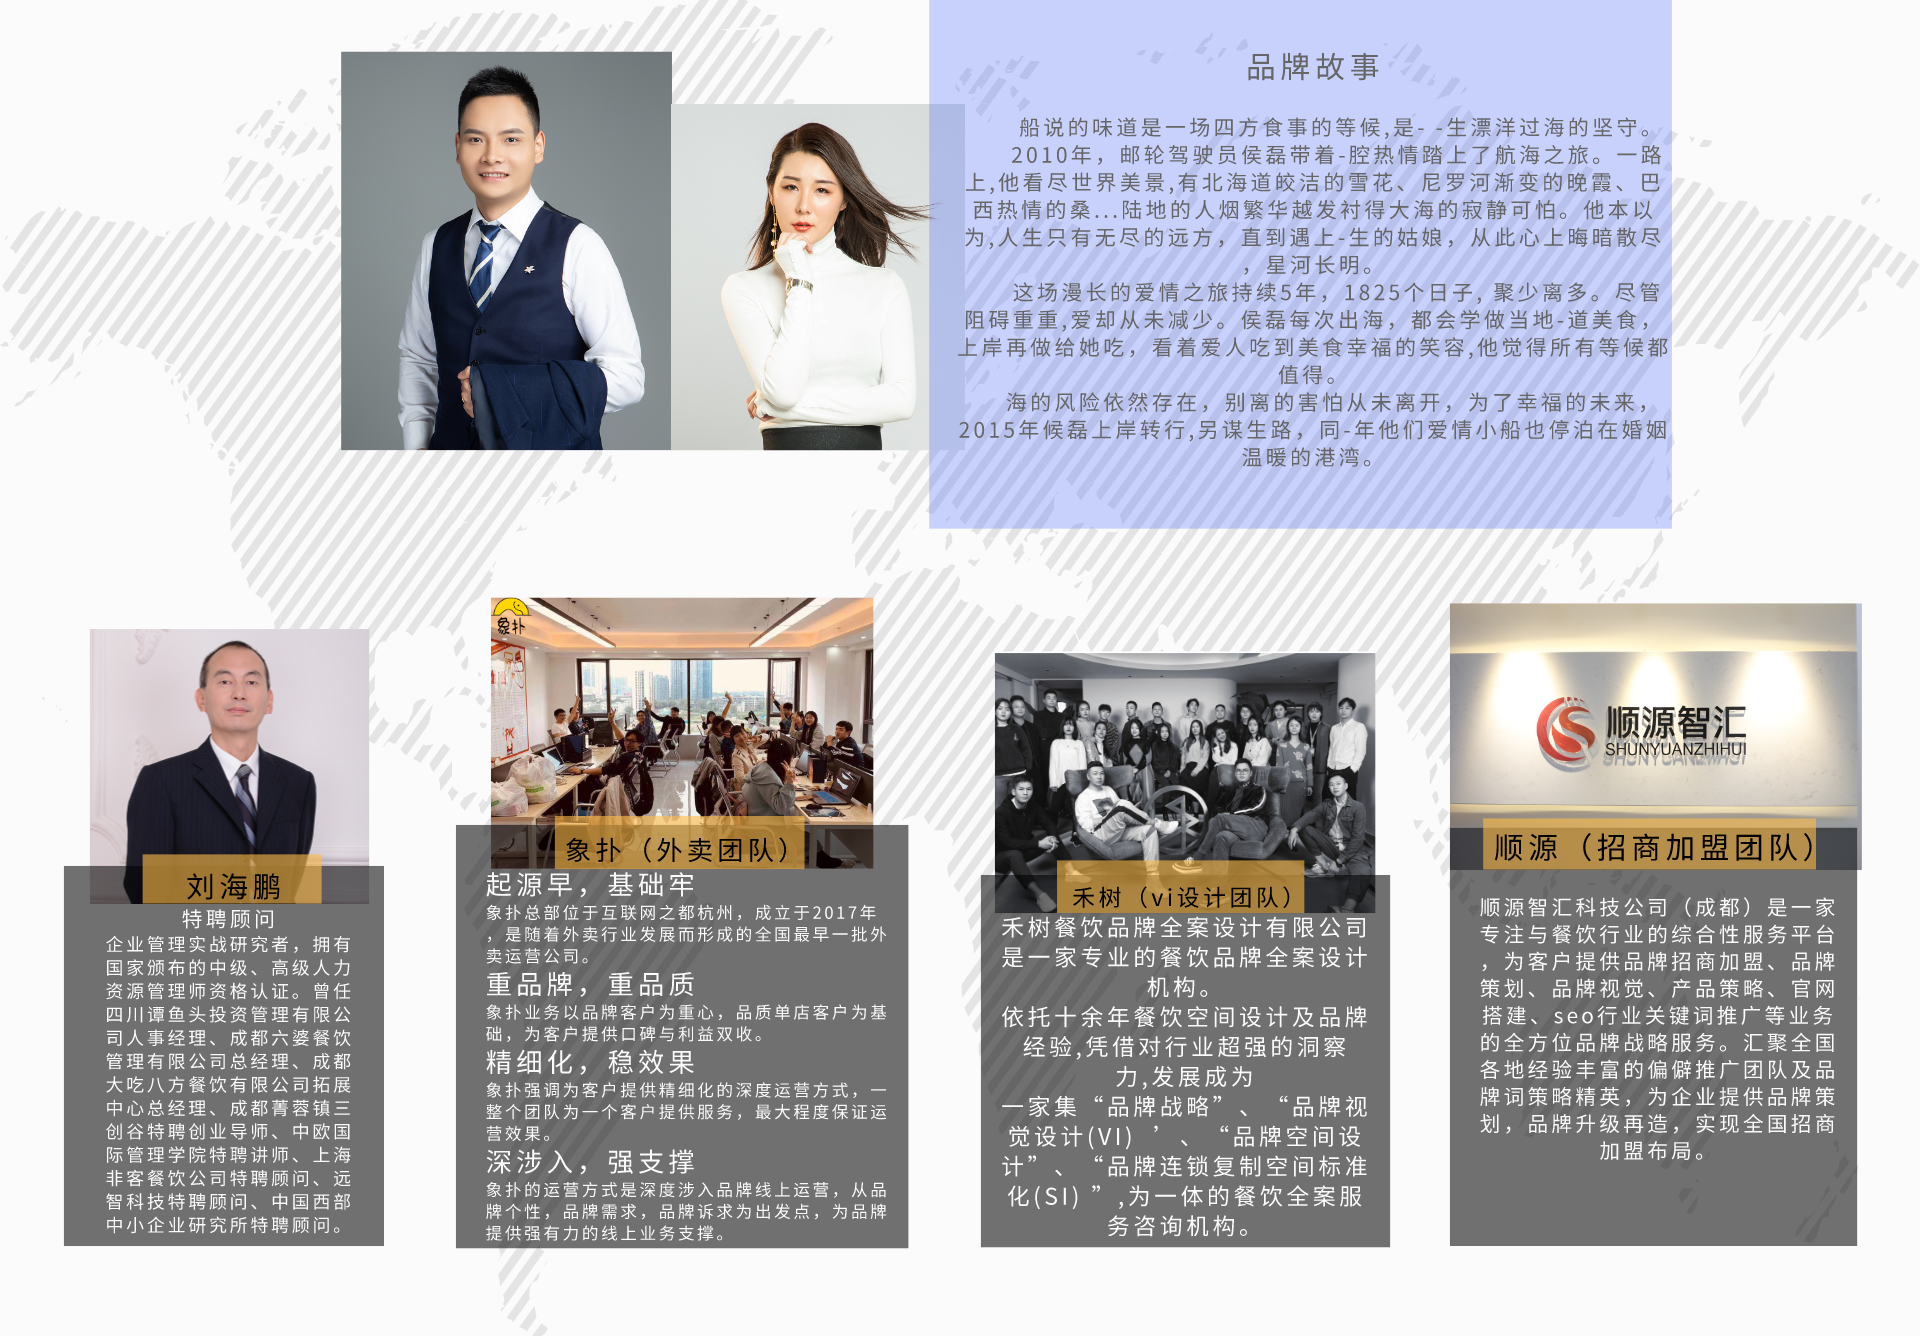 品牌故事
船说的味道是一场四方食事的等候,是- -生漂洋过海的坚守。
2010年，邮轮驾驶员侯磊带着-腔热情踏上了航海之旅。一路
上,他看尽世界美景,有北海道皎洁的雪花、尼罗河渐变的晚霞、巴
西热情的桑...陆地的人烟繁华越发衬得大海的寂静可怕。他本以
为,人生只有无尽的远方，直到遇上-生的姑娘，从此心上晦暗散尽
，星河长明。
这场漫长的爱情之旅持续5年，1825个日子,聚少离多。尽管
阻碍重重,爱却从未减少。侯磊每次出海，都会学做当地-道美食，
上岸再做给她吃，看着爱人吃到美食幸福的笑容,他觉得所有等候都
值得。
海的风险依然存在，别离的害怕从未离开，为了幸福的未来，
2015年候磊上岸转行,另谋生路，同-年他们爱情小船也停泊在婚姻
温暖的港湾。
刘海鹏
特聘顾问
企业管理实战研究者，拥有
国家颁布的中级、高级人力
资源管理师资格认证。曾任
四川谭鱼头投资管理有限公
司人事经理、成都六婆餐饮
管理有限公司总经理、成都
大吃八方餐饮有限公司拓展
中心总经理、成都菁蓉镇三
创谷特聘创业导师、中欧国
际管理学院特聘讲师、上海
非客餐饮公司特聘顾问、远
智科技特聘顾问、中国西部
中小企业研究所特聘顾问。
象扑
象扑（外卖团队）
起源早，基础牢
象扑总部位于互联网之都杭州，成立于2017年
，是随着外卖行业发展而形成的全国最早一批外
卖运营公司。
重品牌，重品质
象扑业务以品牌客户为重心，品质单店客户为基
础，为客户提供口碑与利益双收。
精细化，稳效果
象扑强调为客户提供精细化的深度运营方式，一
整个团队为一个客户提供服务，最大程度保证运
营效果。
深涉入，强支撑
象扑的运营方式是深度涉入品牌线上运营，从品
牌个性，品牌需求，品牌诉求为出发点，为品牌
提供强有力的线上业务支撑。
禾树（vi设计团队）
禾树餐饮品牌全案设计有限公司
是一家专业的餐饮品牌全案设计
机构。
依托十余年餐饮空间设计及品牌
经验,凭借对行业超强的洞察
力,发展成为
一家集“品牌战略”、“品牌视
觉设计(VI) ’、“品牌空间设
计”、“品牌连锁复制空间标准
化(SI) ”,为一体的餐饮全案服
务咨询机构。
顺源智汇
SHUNYUANZHIHUI
顺源（招商加盟团队）
顺源智汇科技公司（成都）是一家
专注与餐饮行业的综合性服务平台
，为客户提供品牌招商加盟、品牌
策划、品牌视觉、产品策略、官网
搭建、seo行业关键词推广等业务
的全方位品牌战略服务。汇聚全国
各地经验丰富的偏僻推广团队及品
牌词策略精英，为企业提供品牌策
划，品牌升级再造，实现全国招商
加盟布局。